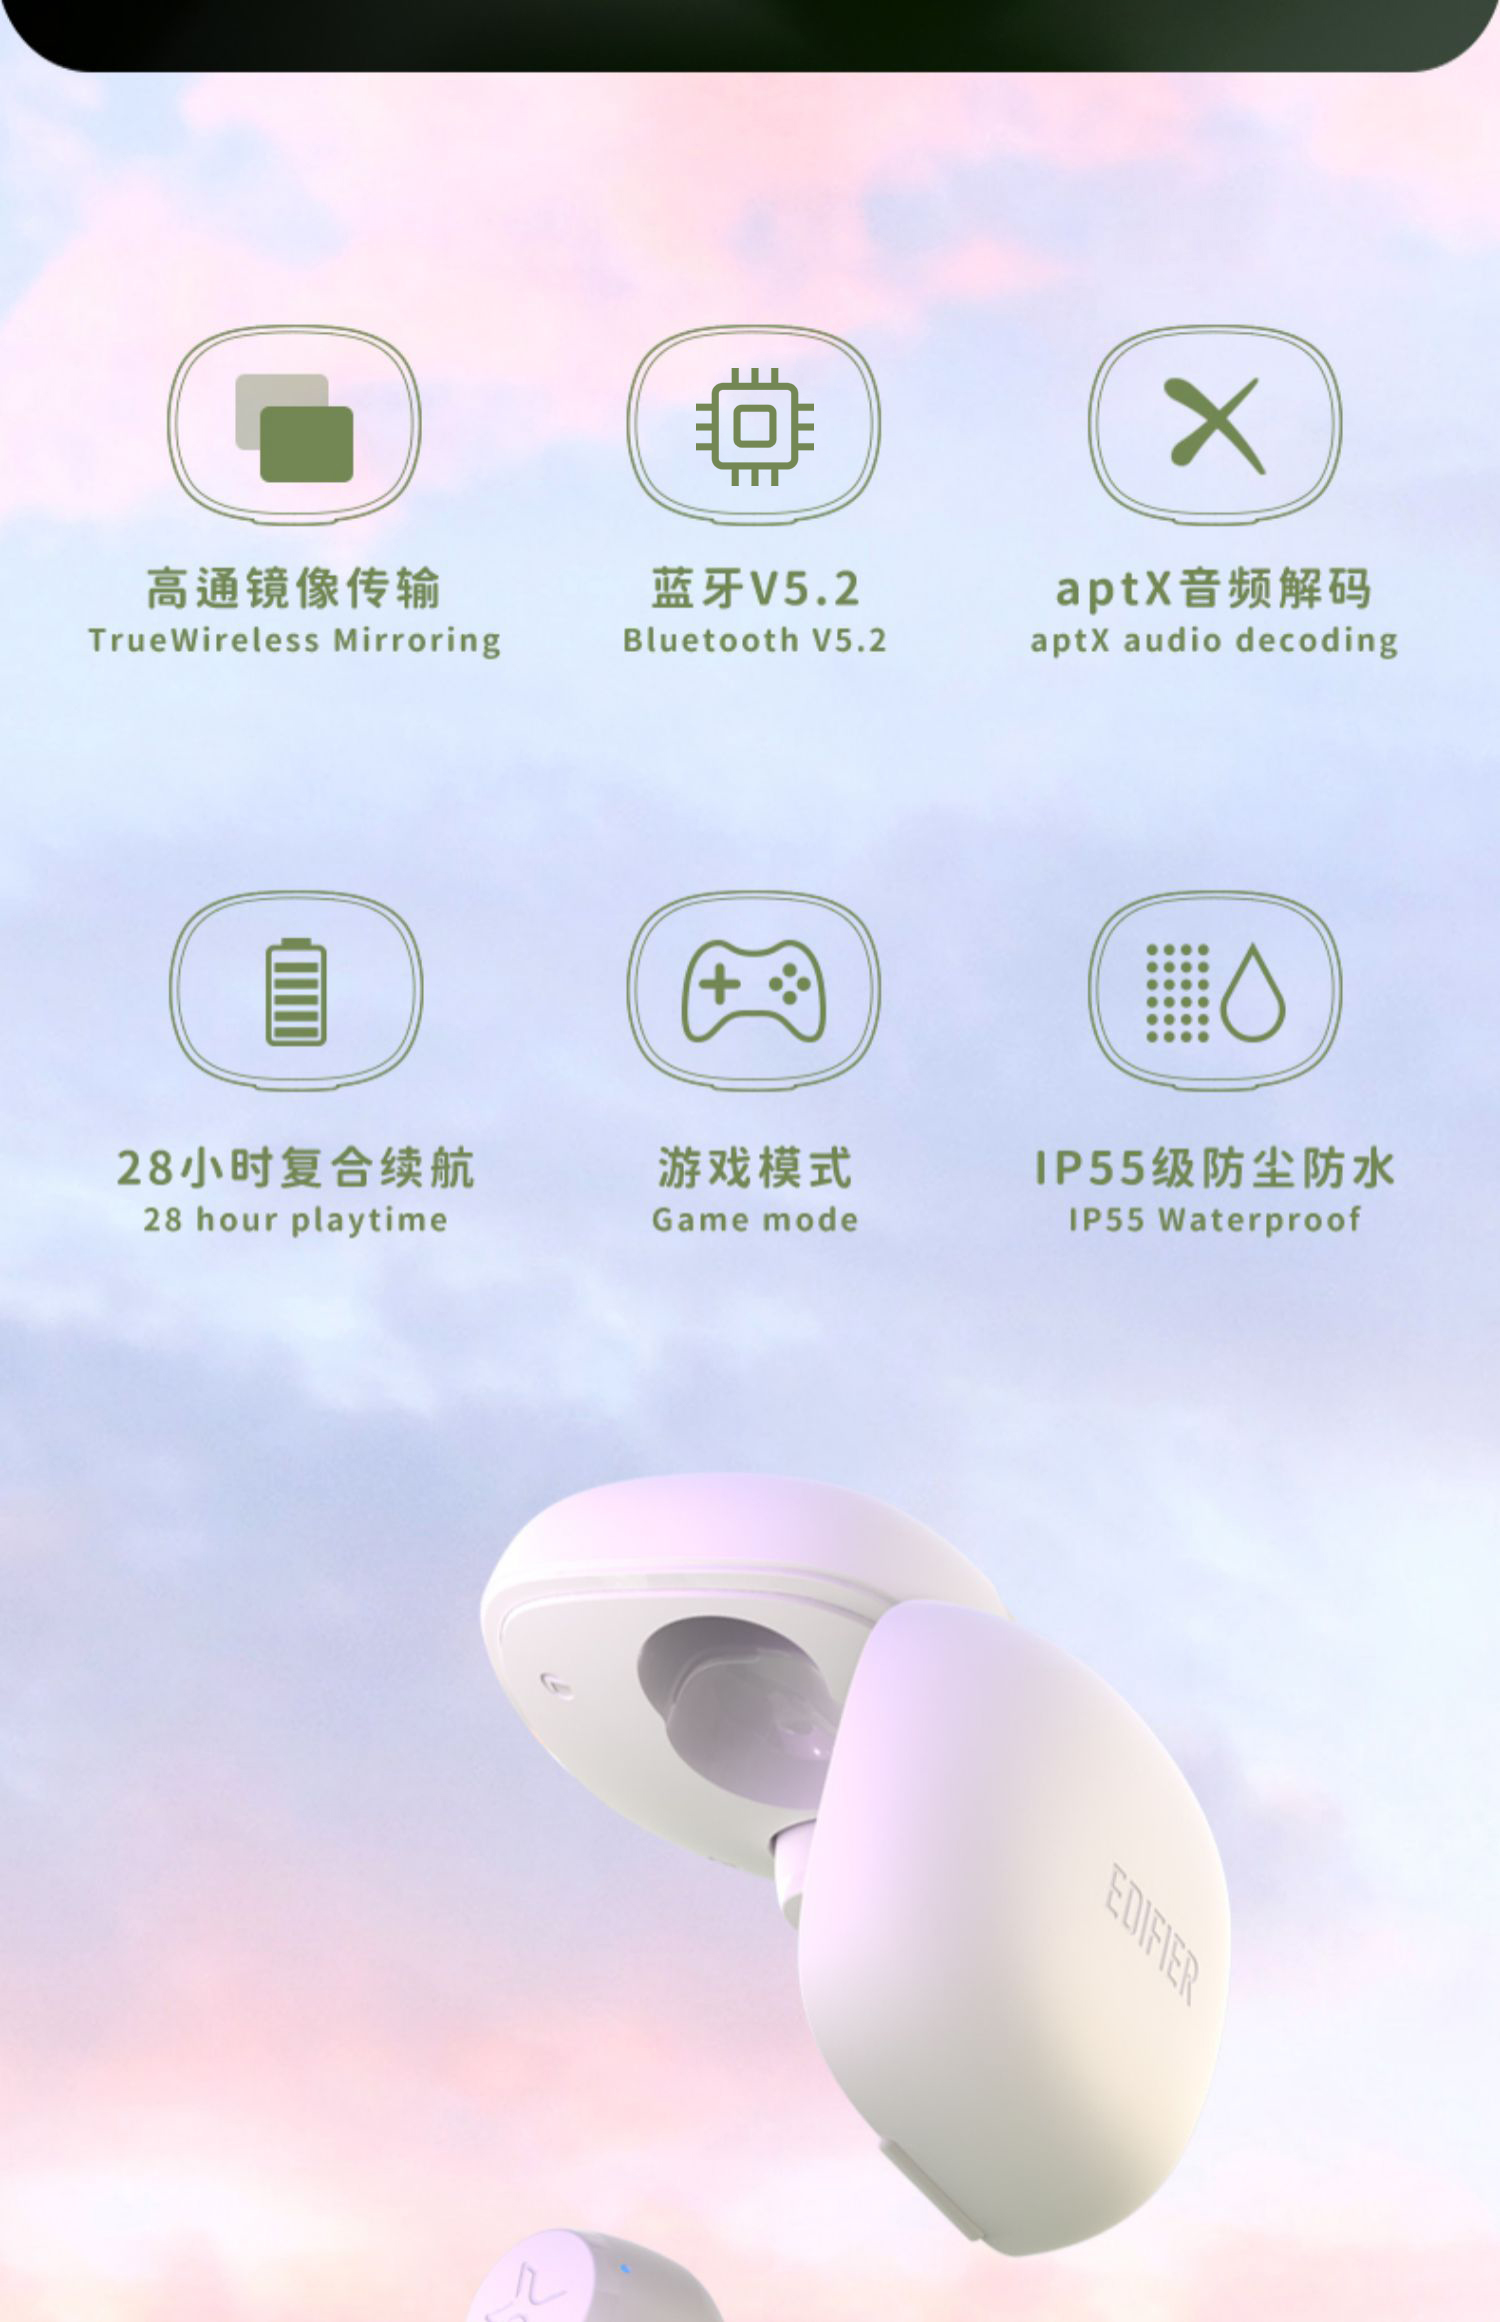 高通镜像传输
TrueWireless Mirroring
蓝牙V5.2
Bluetooth V5.2
aptX音频解码
aptX audio decoding
28小时复合续航
28 hour playtime
游戏模式
Game mode
IP55级防尘防水
IP55 Waterproof
L
EDIFIER